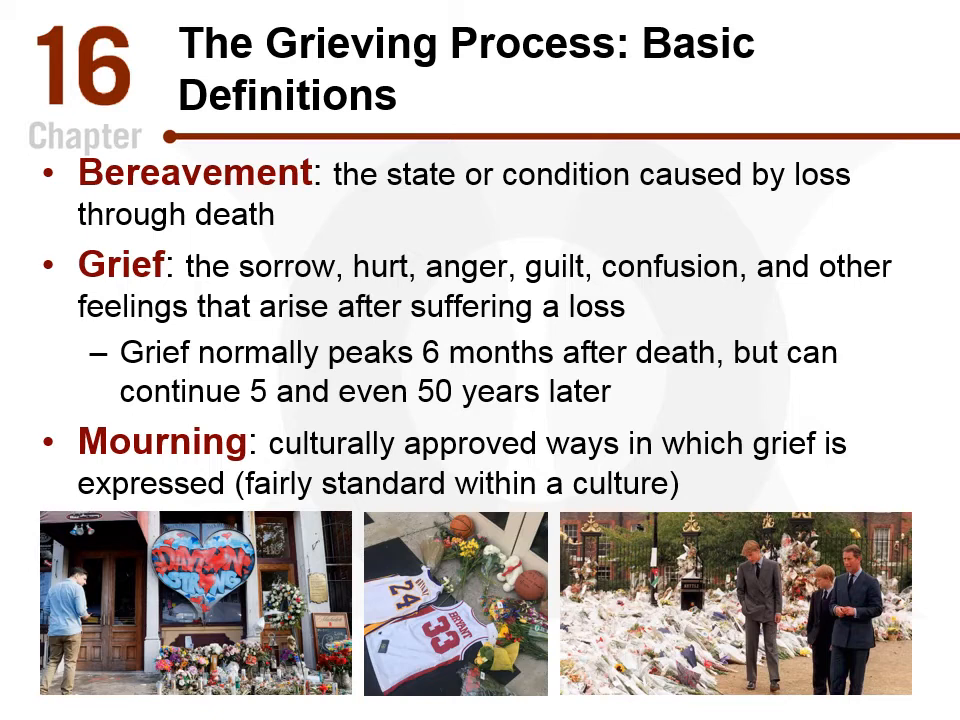 16
Chapter
The Grieving Process: Basic
Definitions
• Bereavement: the state or condition caused by loss
through death
• Grief: the sorrow, hurt, anger, guilt, confusion, and other
feelings that arise after suffering a loss
– Grief normally peaks 6 months after death, but can
continue 5 and even 50 years later
• Mourning: culturally approved ways in which grief is
expressed (fairly standard within a culture)
STRONG
24
BRYANT
33